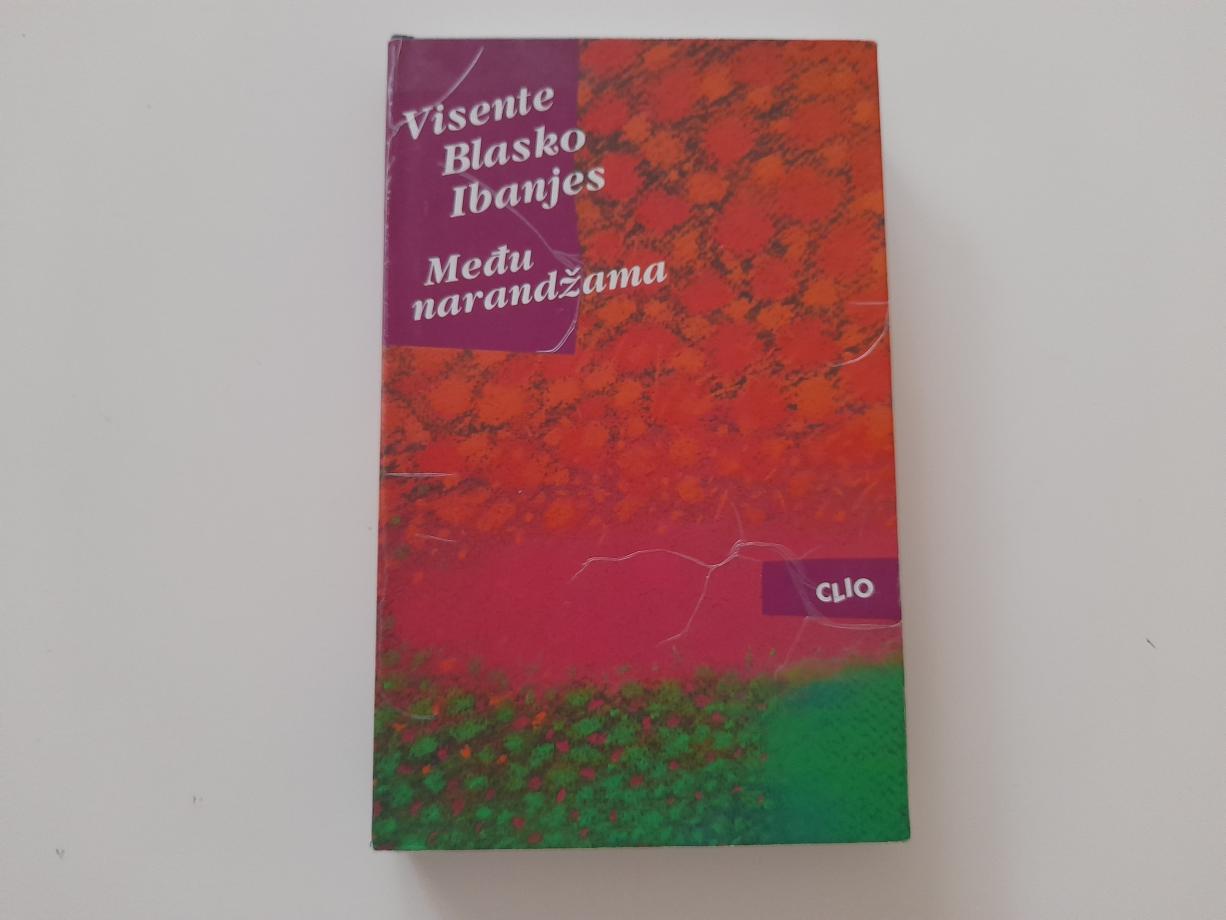 Visente
Blasko
Ibanjes
Među
narandžama
CLIO